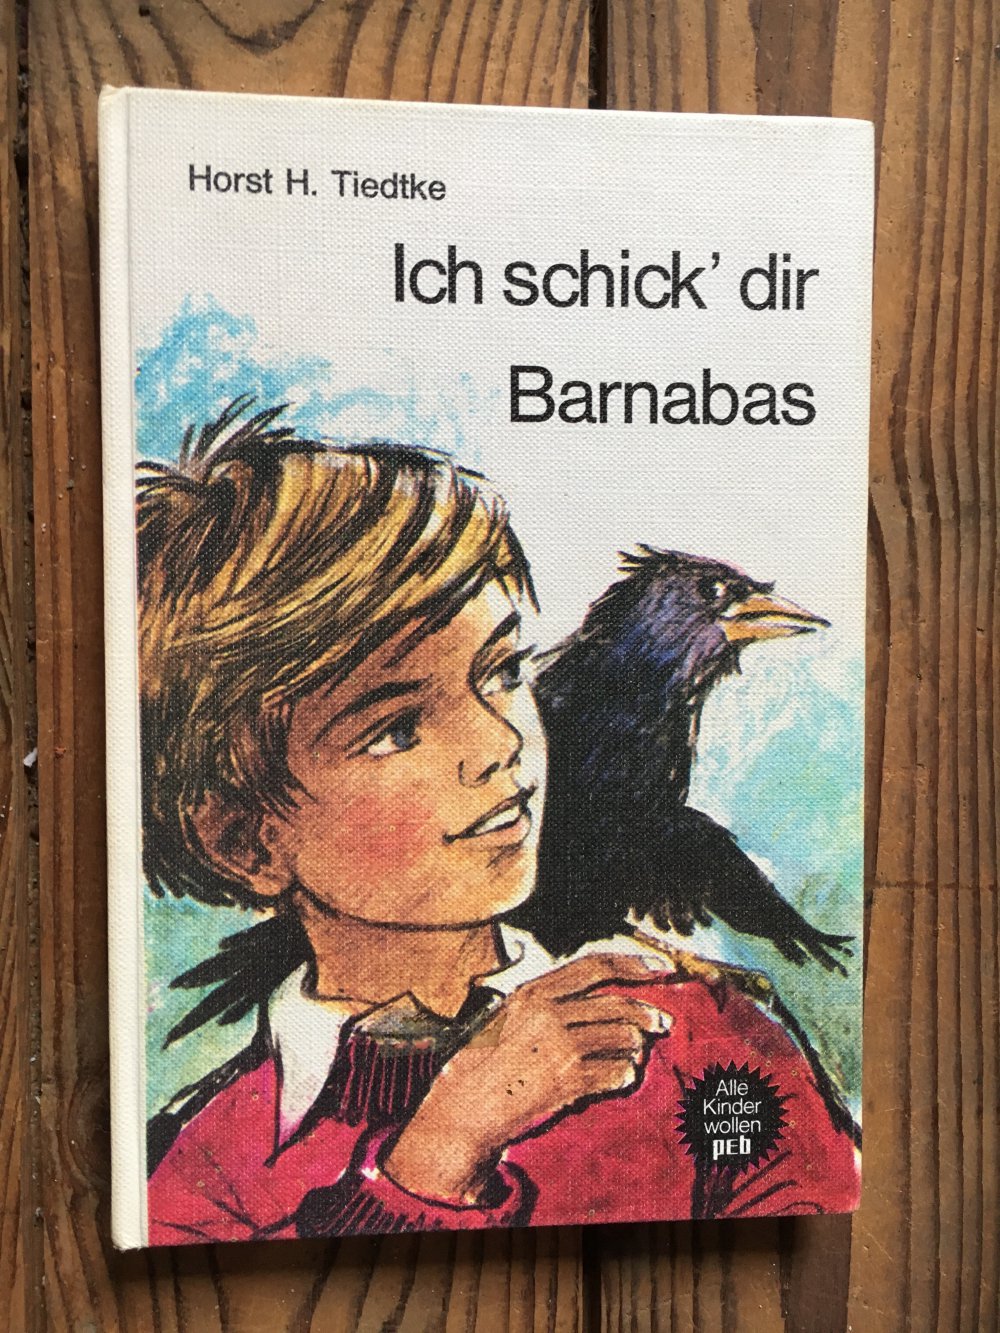 Horst H. Tiedtke
Ich schick’ dir
Barnabas
Alle
Kinder
wollen
peb